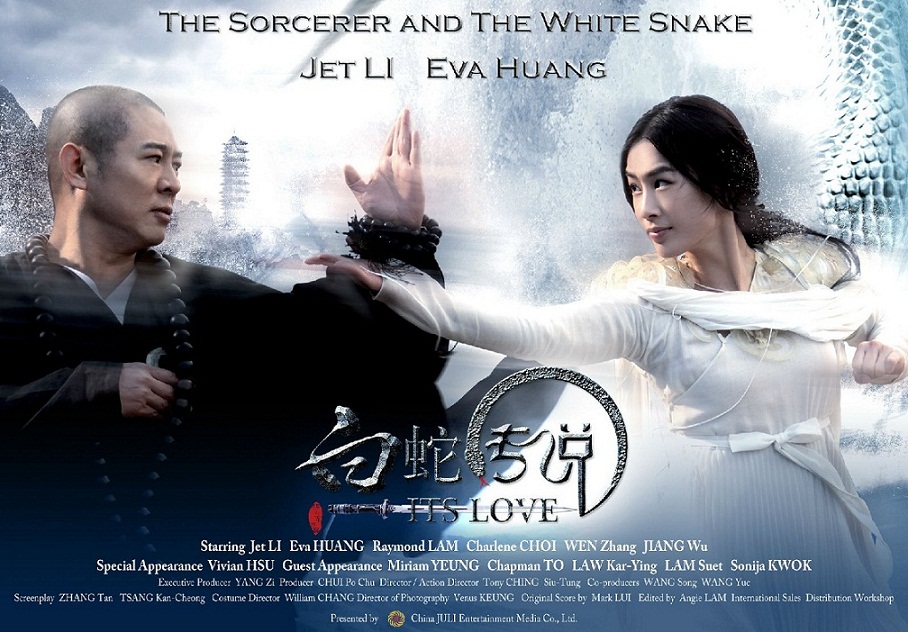 THE SORCERER AND THE WHITE SNAKE
JET LI EVA HUANG
白蛇传说
ITS LOVE
Starring Jet LI Eva HUANG Raymond LAM Charlene CHOI WEN Zhang JIANG Wu
Special Appearance Vivian HSU Guest Appearance Miriam YEUNG Chapman TO LAW Kar-Ying LAM Suet Sonija KWOK
Executive Producer YANG Zi Producer CHUI Po Chu Director / Action Director Tony CHING Siu-Tung Co-producers WANG Song WANG Yue
Screenplay ZHANG Tan TSANG Kan-Cheong Costume Director William CHANG Director of Photography Venus KEUNG Original Score by Mark LUI Edited by Angie LAM International Sales Distribution Workshop
Presented by China JULI Entertainment Media Co., Ltd.